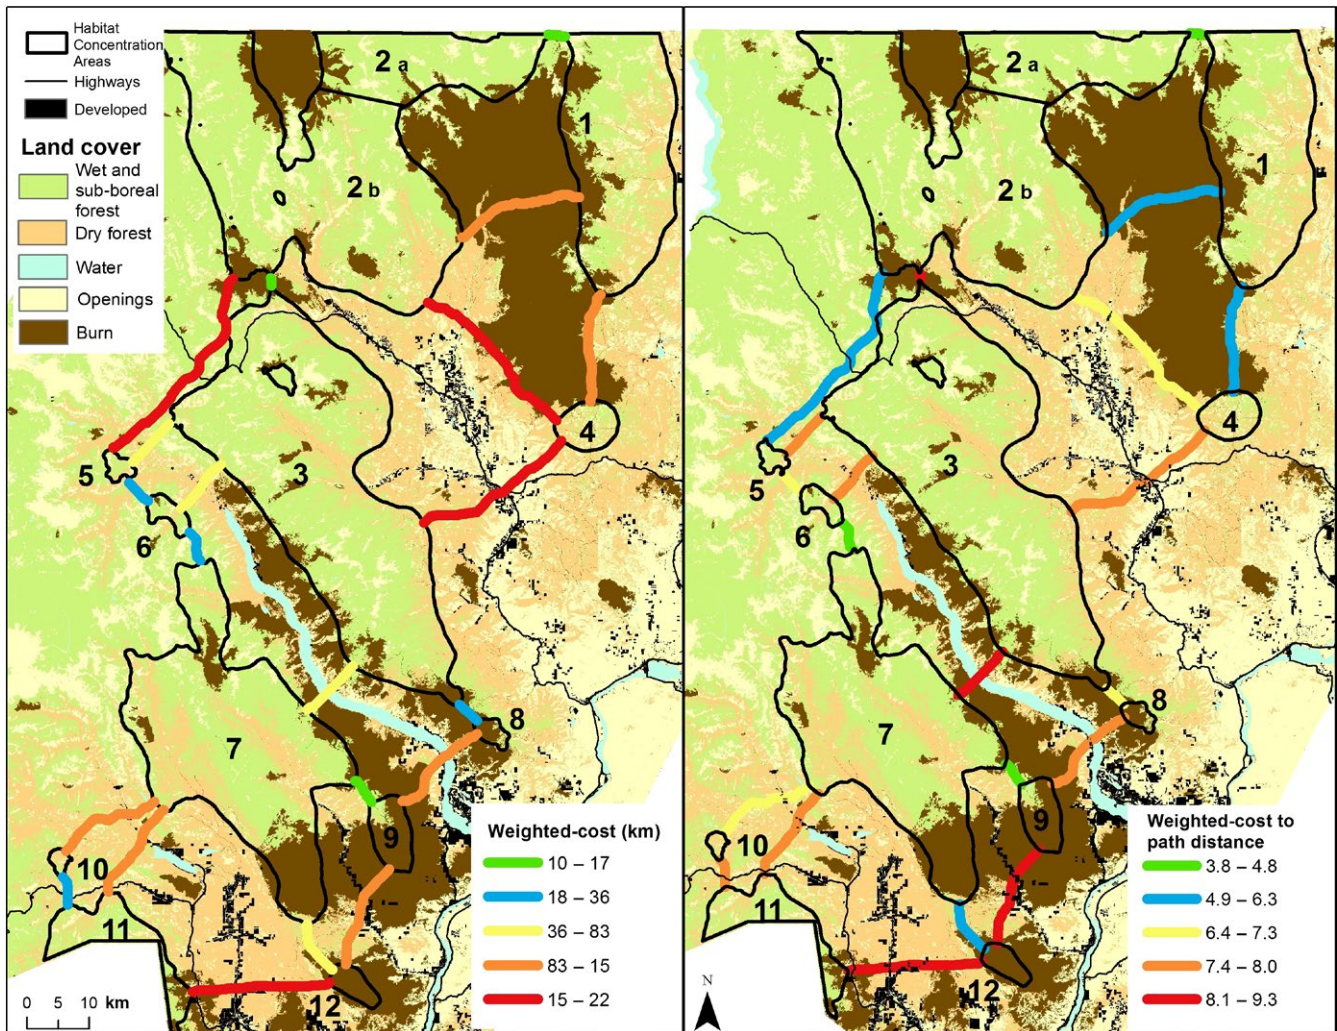 Habitat
Concentration
Areas
Highways
Developed
Land cover
Wet and
sub-boreal
forest
Dry forest
Water
Openings
Burn
2 a
1
2 b
4
3
5
6
8
7
9
10
11
12
Weighted-cost (km)
10 – 17
18 – 36
36 – 83
83 – 15
15 – 22
0 5 10 km
2 a
1
2 b
4
3
5
6
8
7
9
10
11
12
Weighted-cost to
path distance
3.8 – 4.8
4.9 – 6.3
6.4 – 7.3
7.4 – 8.0
8.1 – 9.3
N